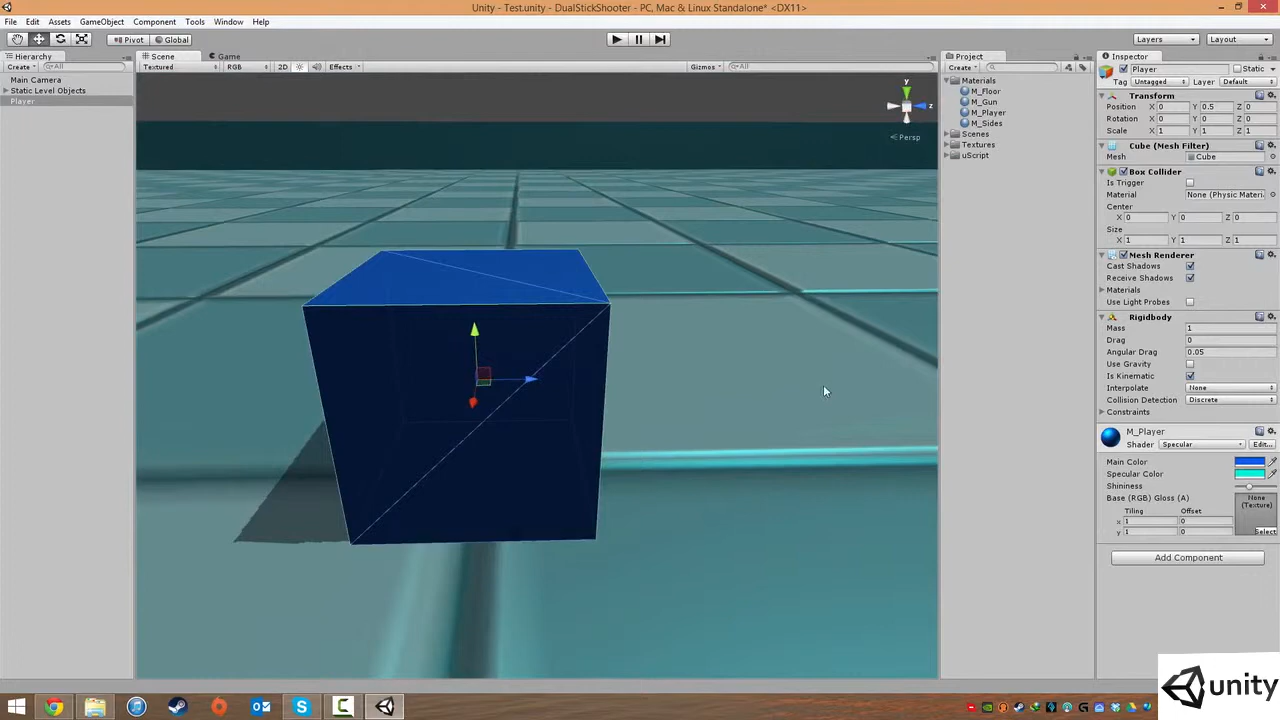 Unity - Test.unity - DualStickShooter - PC, Mac & Linux Standalone* <DX11>
File Edit Assets GameObject Component Tools Window Help
Pivot Global Layers Layout
Hierarchy Scene Game Project Inspector
Create All Textured RGB 2D Effects Gizmos All Create
Main Camera
Static Level Objects
Player
y
z
Persp
Materials
M_Floor
M_Gun
M_Player
M_Sides
Scenes
Textures
uScript
Player Static
Tag Untagged Layer Default
Transform
Position X 0 Y 0.5 Z 0
Rotation X 0 Y 0 Z 0
Scale X 1 Y 1 Z 1
Cube (Mesh Filter)
Mesh Cube
Box Collider
Is Trigger
Material None (Physic Materi
Center
X 0 Y 0 Z 0
Size
X 1 Y 1 Z 1
Mesh Renderer
Cast Shadows
Receive Shadows
Materials
Use Light Probes
Rigidbody
Mass 1
Drag 0
Angular Drag 0.05
Use Gravity
Is Kinematic
Interpolate None
Collision Detection Discrete
Constraints
M_Player
Shader Specular Edit...
Main Color
Specular Color
Shininess
Base (RGB) Gloss (A) None (Texture)
Tiling Offset
x 1 0
y 1 0 Select
Add Component
unity